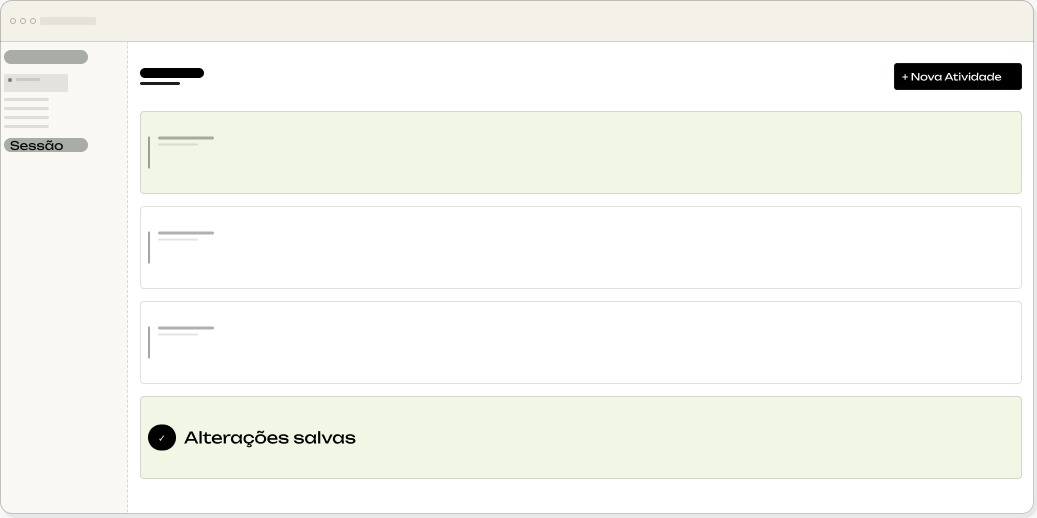 + Nova Atividade
Sessão
✓ Alterações salvas